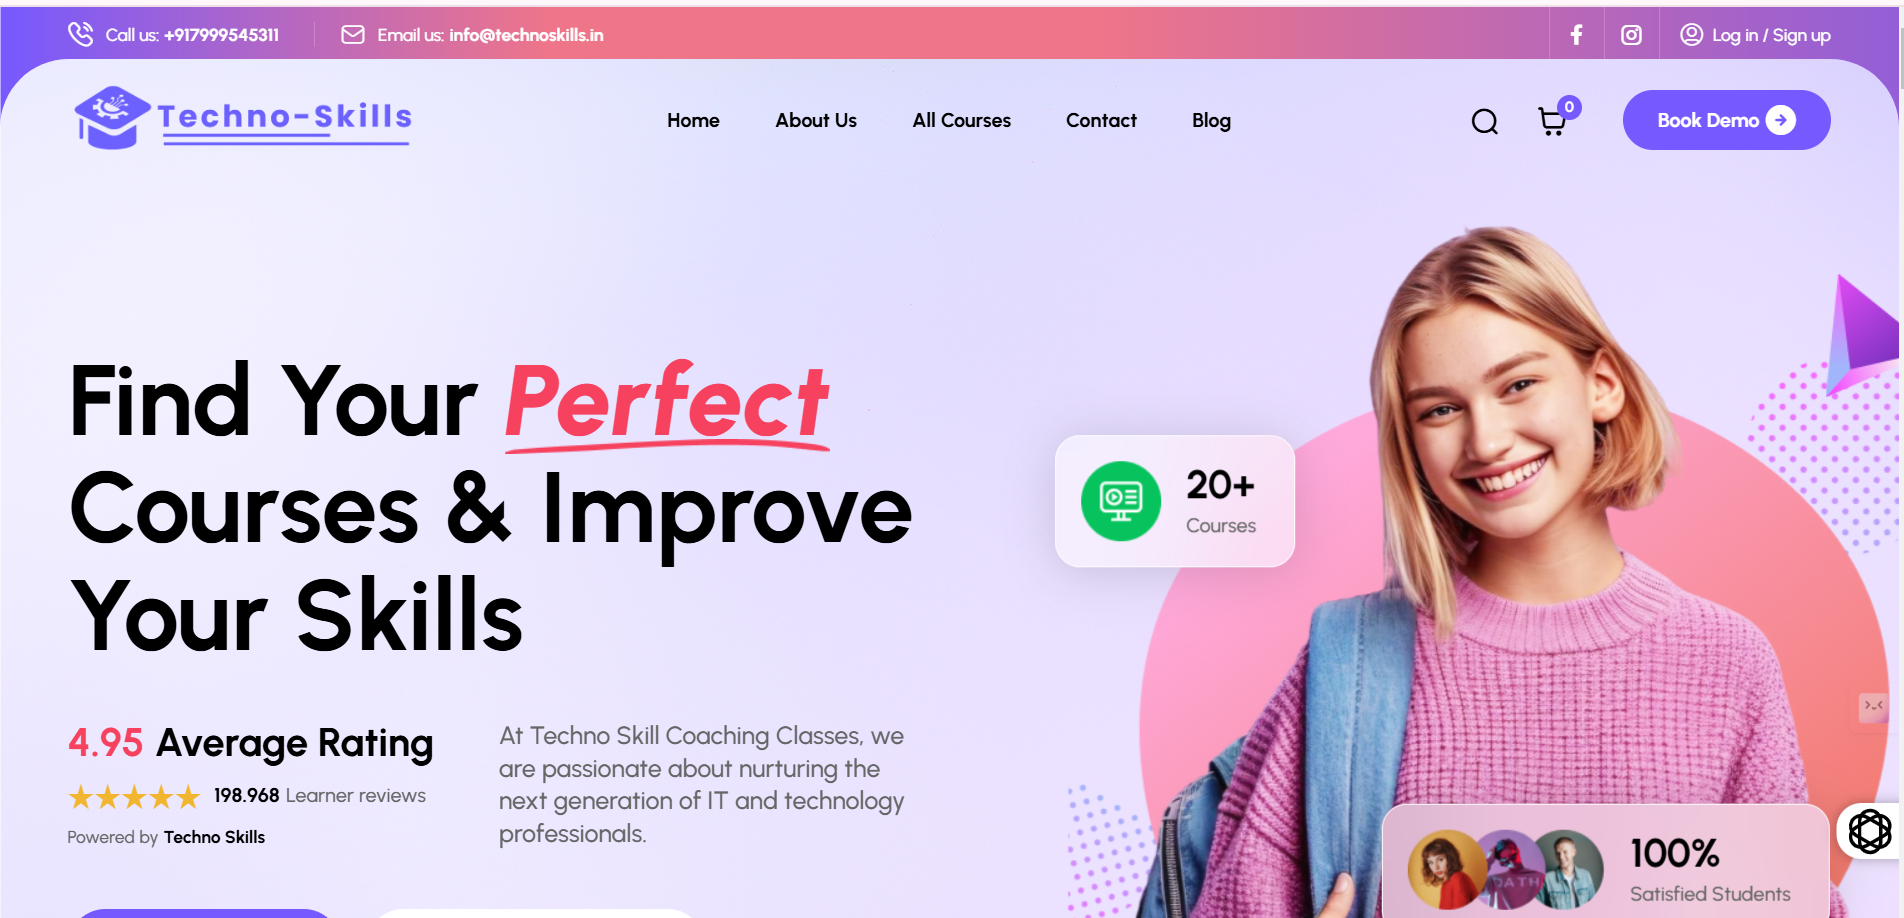 Call us: +917999545311
Email us: info@technoskills.in
Log in / Sign up
Techno-Skills
Home
About Us
All Courses
Contact
Blog
0
Book Demo
Find Your Perfect
Courses & Improve
Your Skills
20+
Courses
4.95 Average Rating
198.968 Learner reviews
Powered by Techno Skills
At Techno Skill Coaching Classes, we
are passionate about nurturing the
next generation of IT and technology
professionals.
100%
Satisfied Students